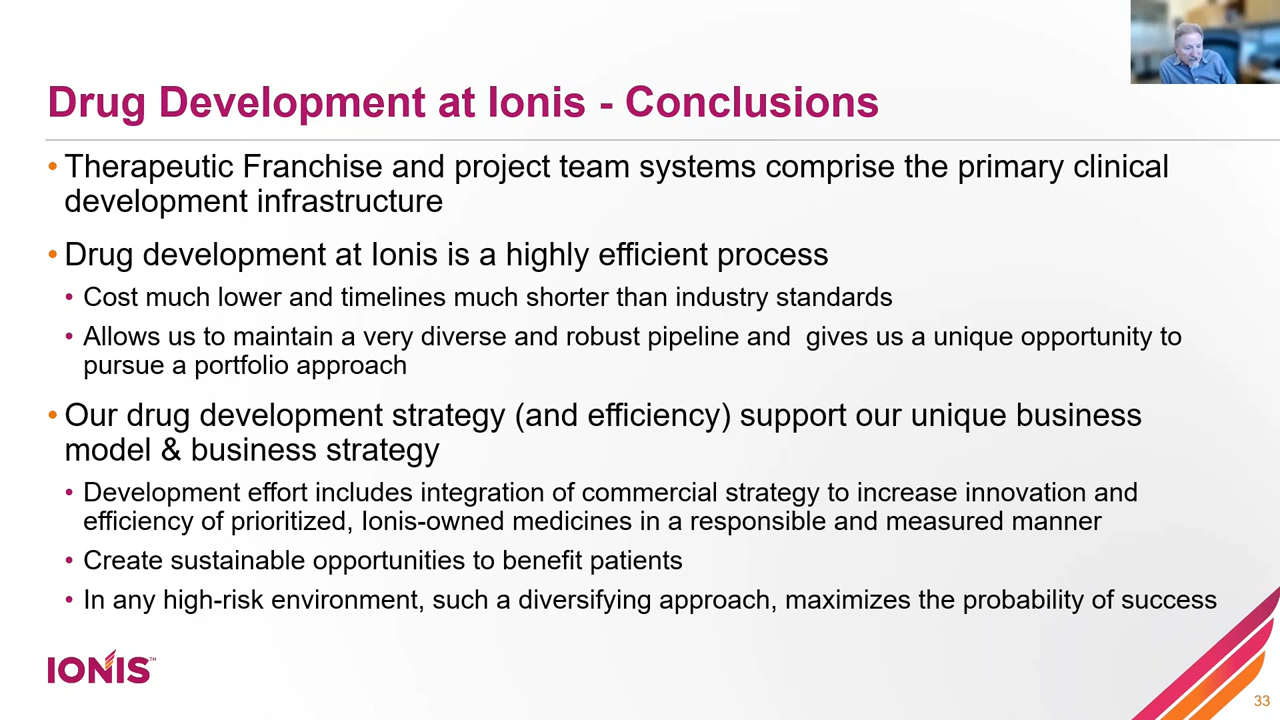 Drug Development at Ionis - Conclusions
• Therapeutic Franchise and project team systems comprise the primary clinical
development infrastructure
• Drug development at Ionis is a highly efficient process
• Cost much lower and timelines much shorter than industry standards
• Allows us to maintain a very diverse and robust pipeline and  gives us a unique opportunity to
pursue a portfolio approach
• Our drug development strategy (and efficiency) support our unique business
model & business strategy
• Development effort includes integration of commercial strategy to increase innovation and
efficiency of prioritized, Ionis-owned medicines in a responsible and measured manner
• Create sustainable opportunities to benefit patients
• In any high-risk environment, such a diversifying approach, maximizes the probability of success
IONIS™
33